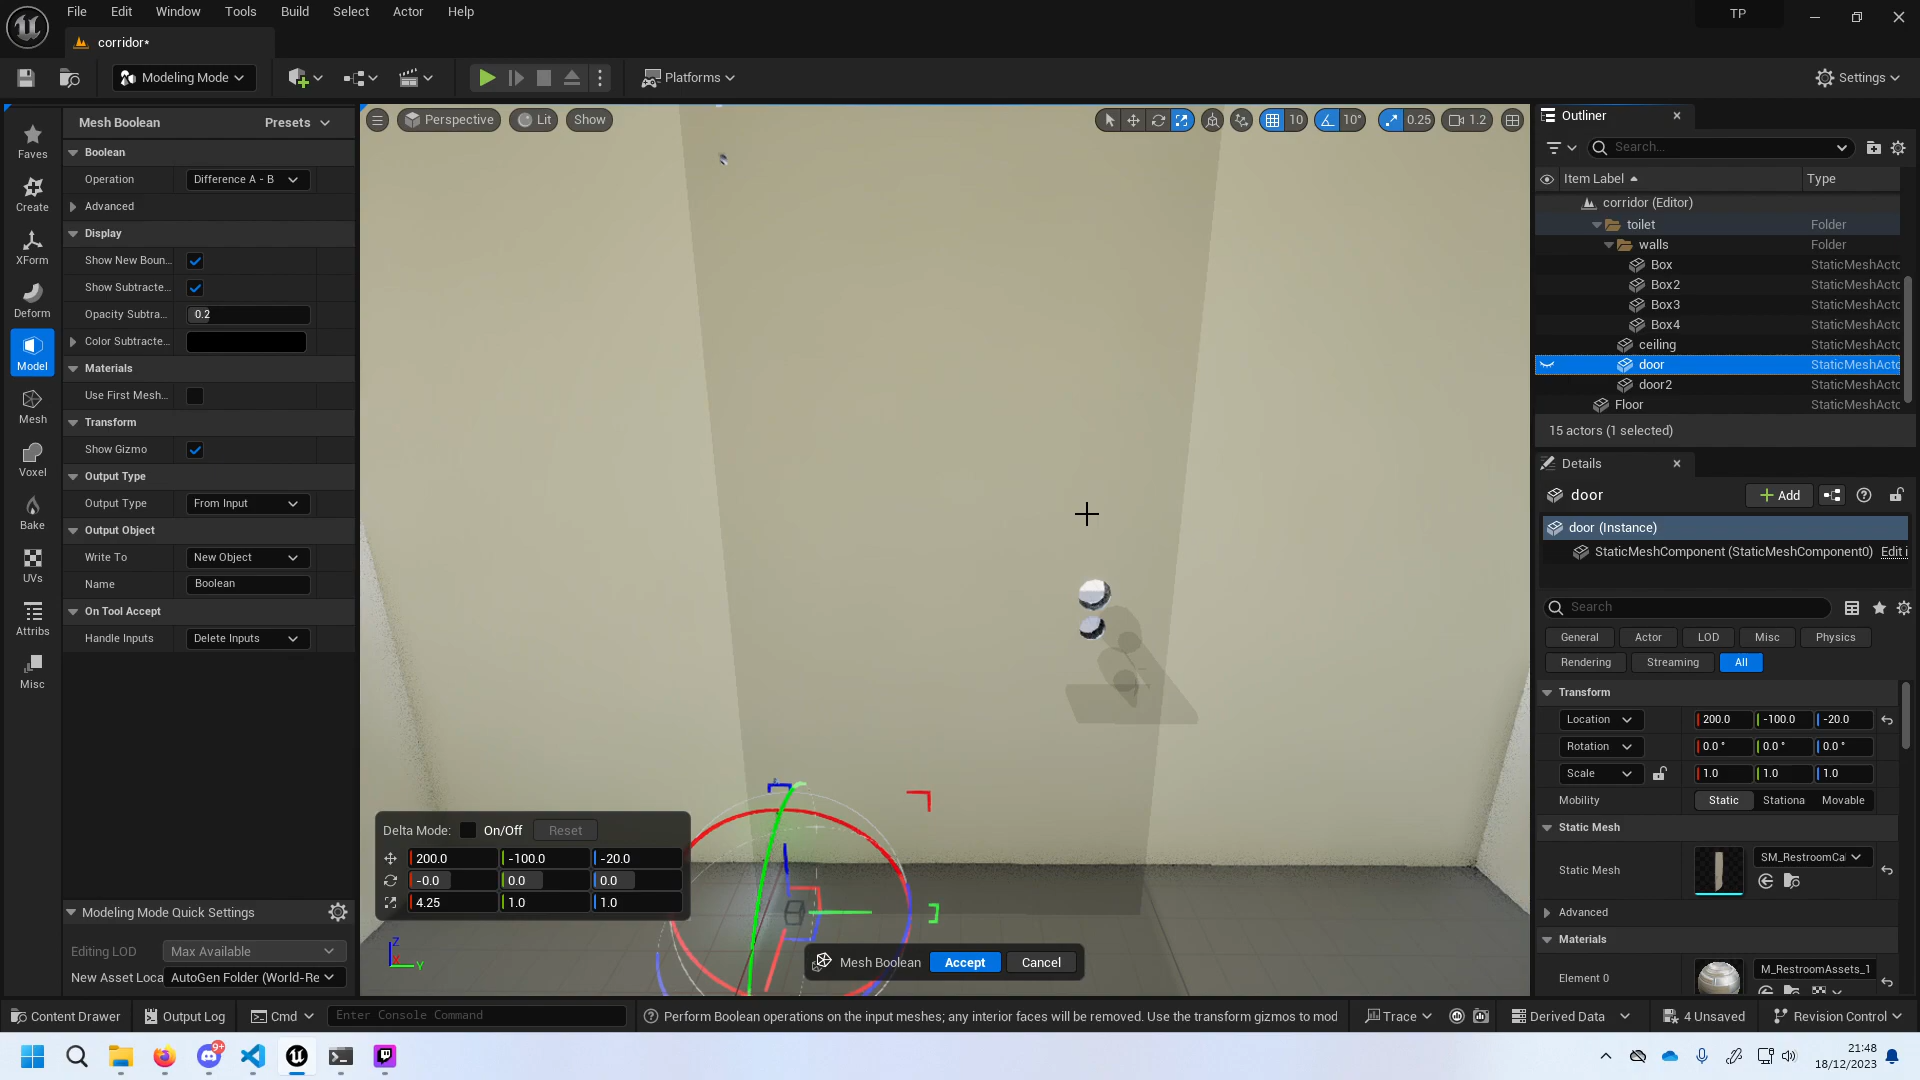 File Edit Window Tools Build Select Actor Help
TP
corridor*
Modeling Mode
Platforms
Settings
Mesh Boolean
Presets
Boolean
Operation
Difference A - B
Advanced
Display
Show New Boun...
Show Subtracte...
Opacity Subtra...
0.2
Color Subtracte...
Materials
Use First Mesh...
Transform
Show Gizmo
Output Type
Output Type
From Input
Output Object
Write To
New Object
Name
Boolean
On Tool Accept
Handle Inputs
Delete Inputs
Modeling Mode Quick Settings
Editing LOD
Max Available
New Asset Loca
AutoGen Folder (World-Re
Faves
Create
XForm
Deform
Model
Mesh
Voxel
Bake
UVs
Attribs
Misc
Perspective
Lit
Show
10
10°
0.25
1.2
Delta Mode:
On/Off
Reset
200.0 -100.0 -20.0
-0.0 0.0 0.0
4.25 1.0 1.0
Z
X
Y
Mesh Boolean
Accept
Cancel
Outliner
Search...
Item Label
Type
corridor (Editor)
toilet Folder
walls Folder
Box StaticMeshActo
Box2 StaticMeshActo
Box3 StaticMeshActo
Box4 StaticMeshActo
ceiling StaticMeshActo
door StaticMeshActo
door2 StaticMeshActo
Floor StaticMeshActo
15 actors (1 selected)
Details
door
Add
door (Instance)
StaticMeshComponent (StaticMeshComponent0)
Edit i
Search
General Actor LOD Misc Physics
Rendering Streaming All
Transform
Location 200.0 -100.0 -20.0
Rotation 0.0 ° 0.0 ° 0.0 °
Scale 1.0 1.0 1.0
Mobility Static Stationa Movable
Static Mesh
Static Mesh
SM_RestroomCa
Advanced
Materials
Element 0
M_RestroomAssets_1
Content Drawer
Output Log
Cmd
Enter Console Command
Perform Boolean operations on the input meshes; any interior faces will be removed. Use the transform gizmos to mod
Trace
Derived Data
4 Unsaved
Revision Control
9+
21:48
18/12/2023